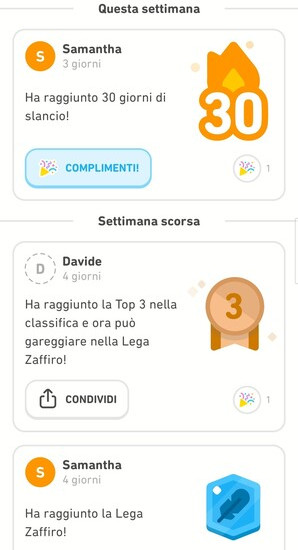 Questa settimana
S
Samantha
3 giorni
Ha raggiunto 30 giorni di
slancio!
30
COMPLIMENTI!
1
Settimana scorsa
D
Davide
4 giorni
Ha raggiunto la Top 3 nella
classifica e ora può
gareggiare nella Lega
Zaffiro!
3
CONDIVIDI
1
S
Samantha
4 giorni
Ha raggiunto la Lega
Zaffiro!